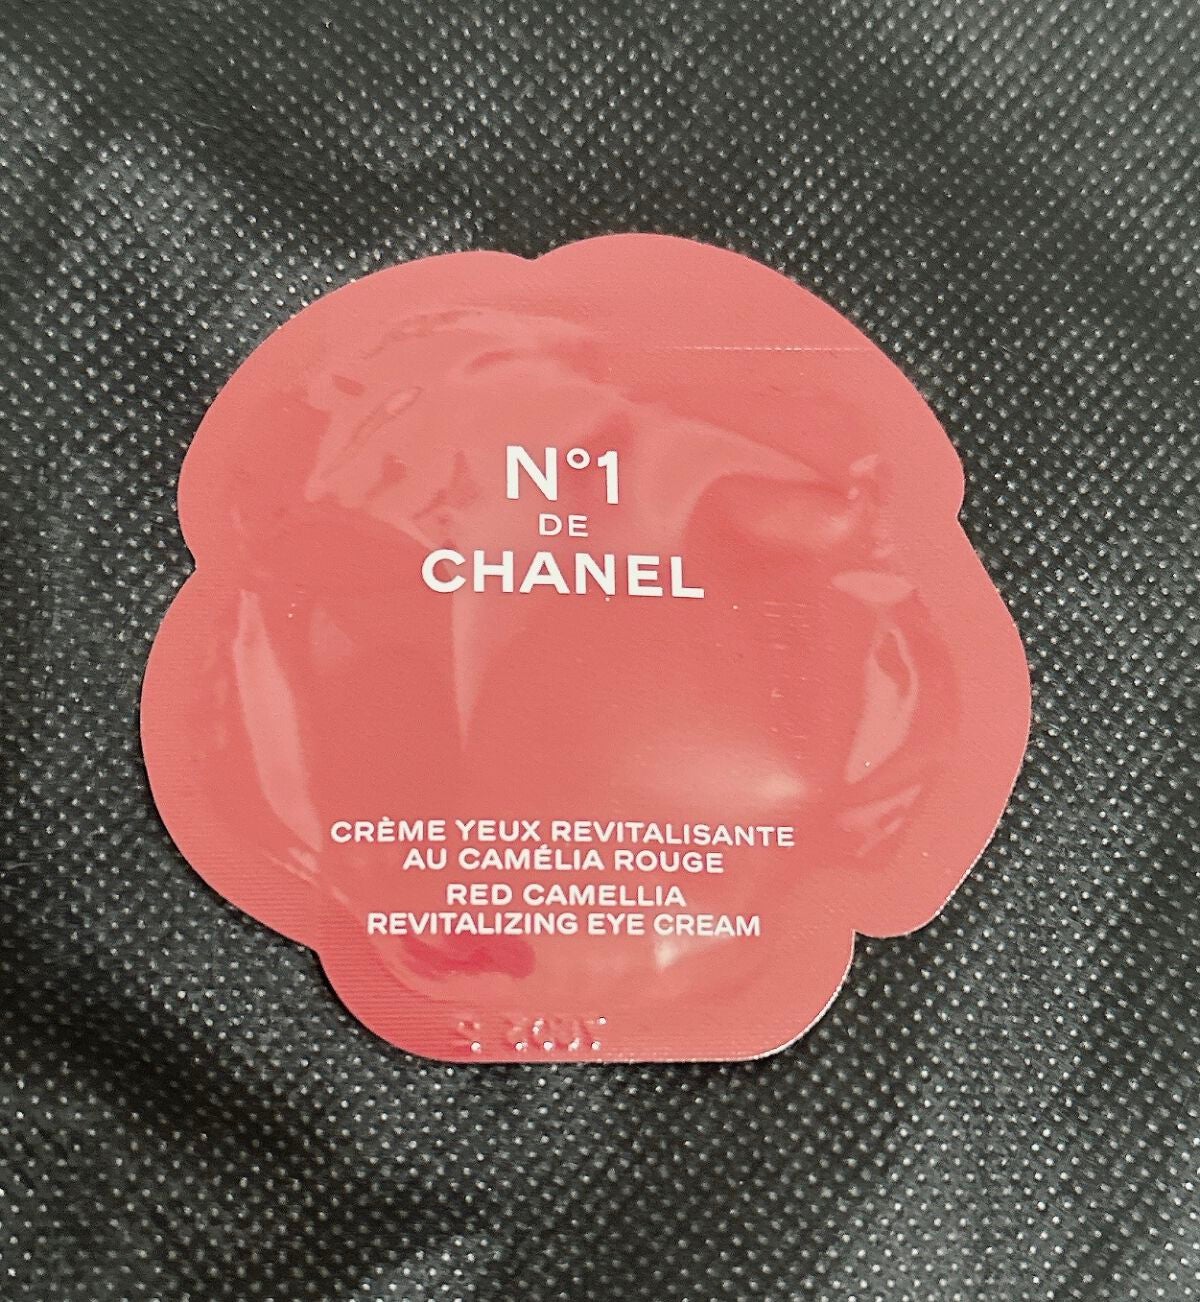 N°1
DE
CHANEL
CRÈME YEUX REVITALISANTE
AU CAMÉLIA ROUGE
RED CAMELLIA
REVITALIZING EYE CREAM